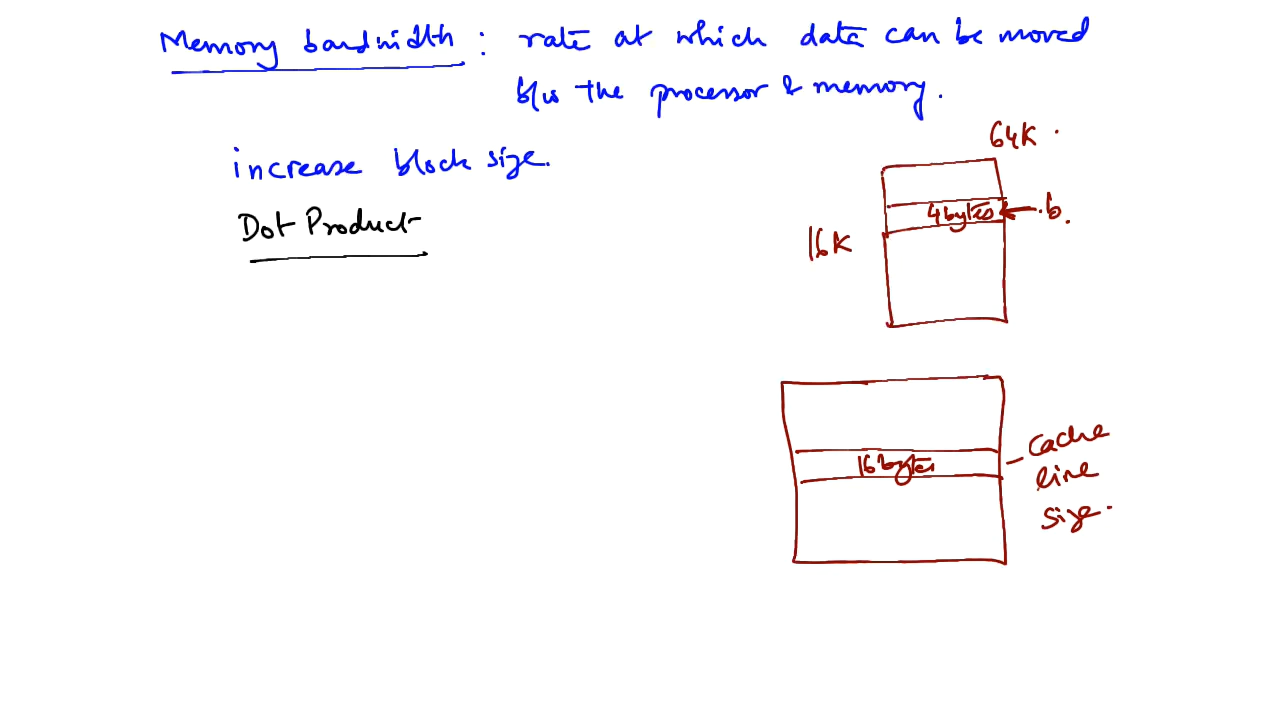 Memory bandwidth : rate at which data can be moved
b/w the processor & memory.
increase block size.
Dot Product
64K .
4bytes
.b.
16K
16bytes
Cache
line
size.